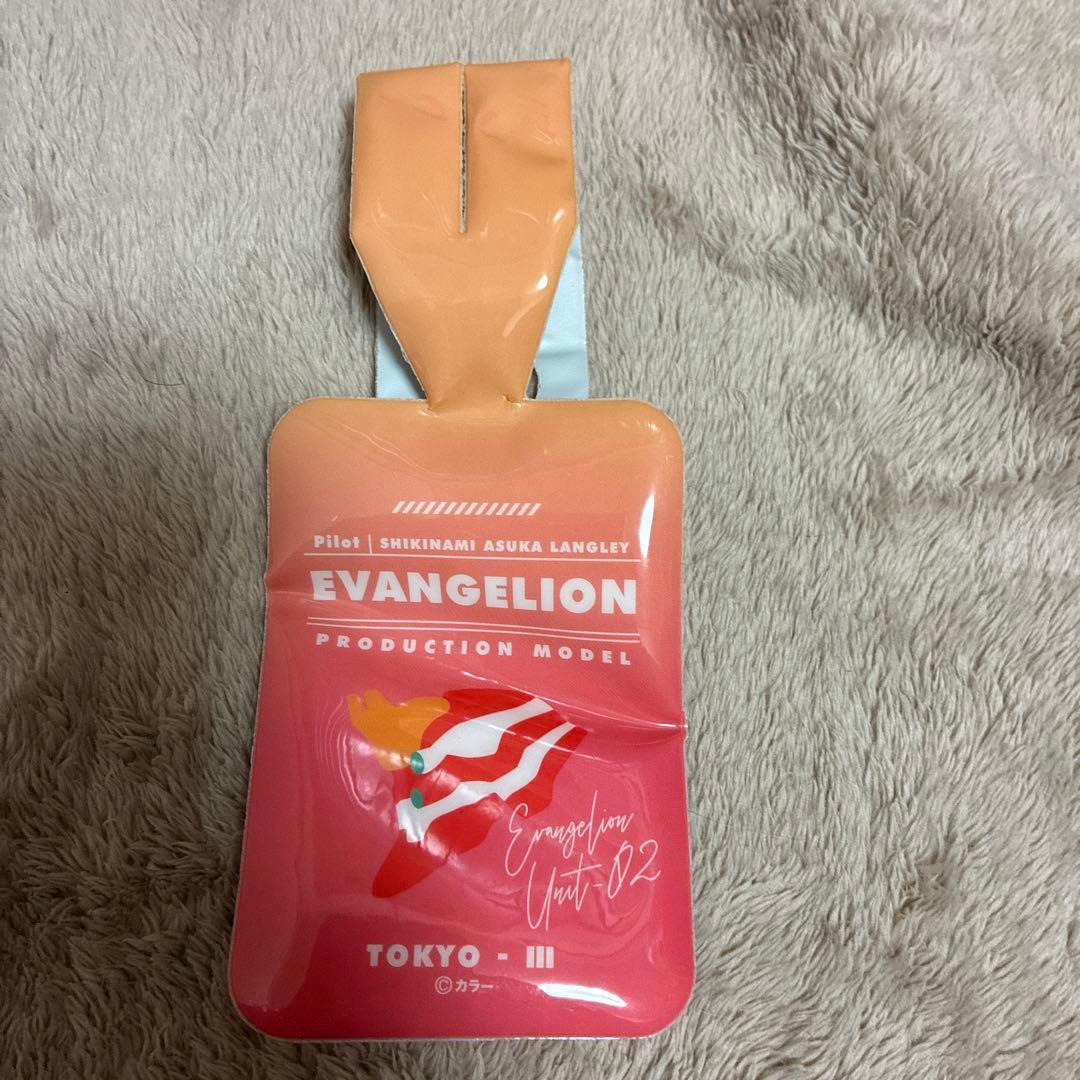 Pilot | SHIKINAMI ASUKA LANGLEY
EVANGELION
PRODUCTION MODEL
Evangelion
Unit-02
TOKYO - III
©カラー